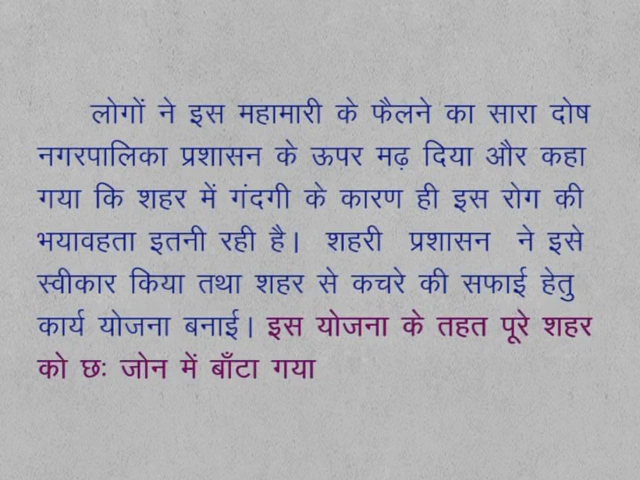 लोगों ने इस महामारी के फैलने का सारा दोष
नगरपालिका प्रशासन के ऊपर मढ़ दिया और कहा
गया कि शहर में गंदगी के कारण ही इस रोग की
भयावहता इतनी रही है। शहरी प्रशासन ने इसे
स्वीकार किया तथा शहर से कचरे की सफाई हेतु
कार्य योजना बनाई। इस योजना के तहत पूरे शहर
को छः जोन में बाँटा गया